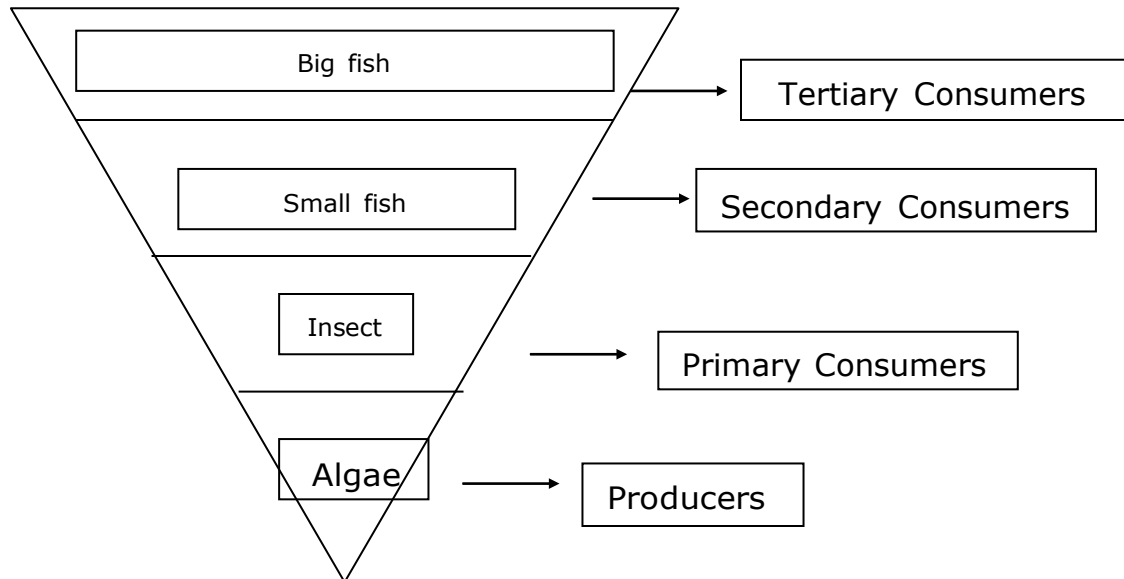 Big fish
Tertiary Consumers
Small fish
Secondary Consumers
Insect
Primary Consumers
Algae
Producers